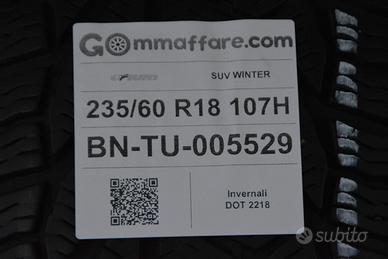 GOmmaffare.com
SUV WINTER
235/60 R18 107H
BN-TU-005529
Invernali
DOT 2218
subito